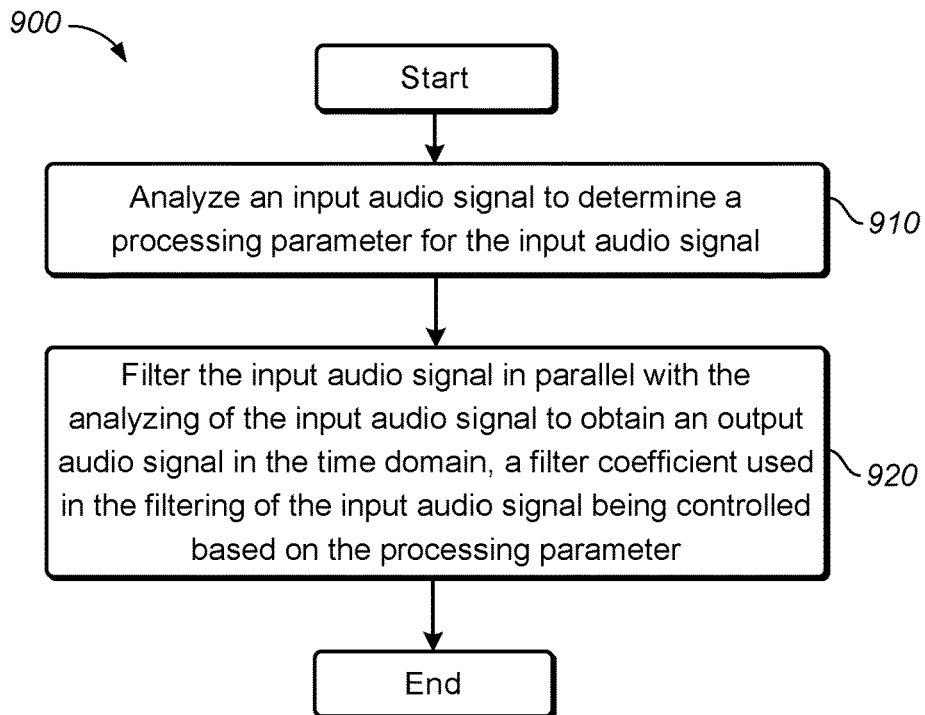 900
Start
Analyze an input audio signal to determine a
processing parameter for the input audio signal
910
Filter the input audio signal in parallel with the
analyzing of the input audio signal to obtain an output
audio signal in the time domain, a filter coefficient used
in the filtering of the input audio signal being controlled
based on the processing parameter
920
End